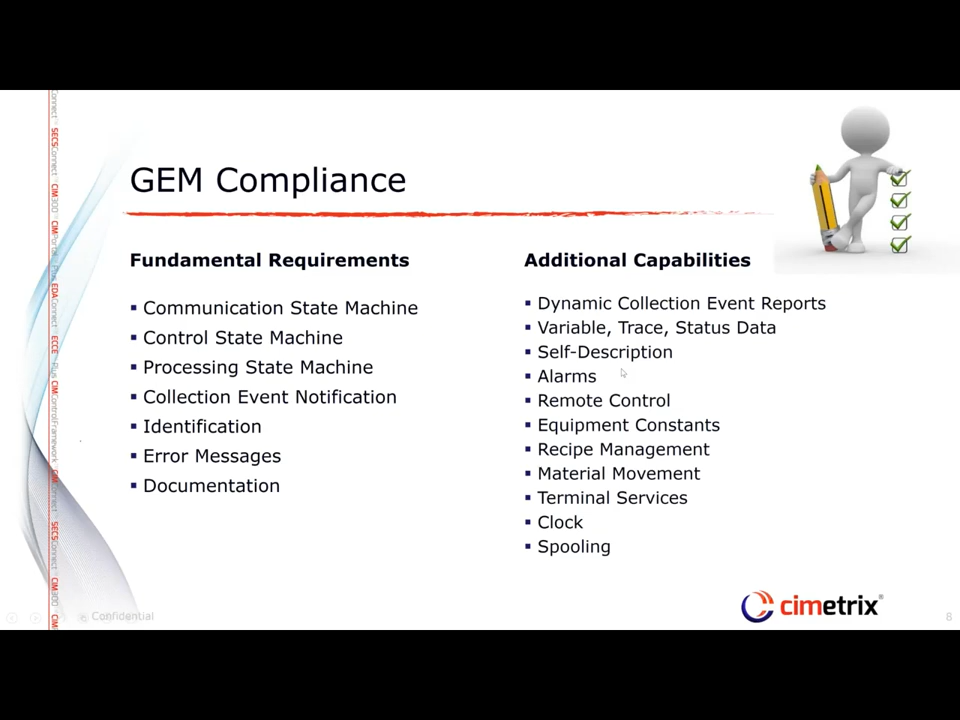 GEM Compliance
Fundamental Requirements
▪ Communication State Machine
▪ Control State Machine
▪ Processing State Machine
▪ Collection Event Notification
▪ Identification
▪ Error Messages
▪ Documentation
Additional Capabilities
▪ Dynamic Collection Event Reports
▪ Variable, Trace, Status Data
▪ Self-Description
▪ Alarms
▪ Remote Control
▪ Equipment Constants
▪ Recipe Management
▪ Material Movement
▪ Terminal Services
▪ Clock
▪ Spooling
Confidential
cimetrix®
8